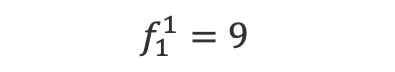 $f_1^1 = 9$